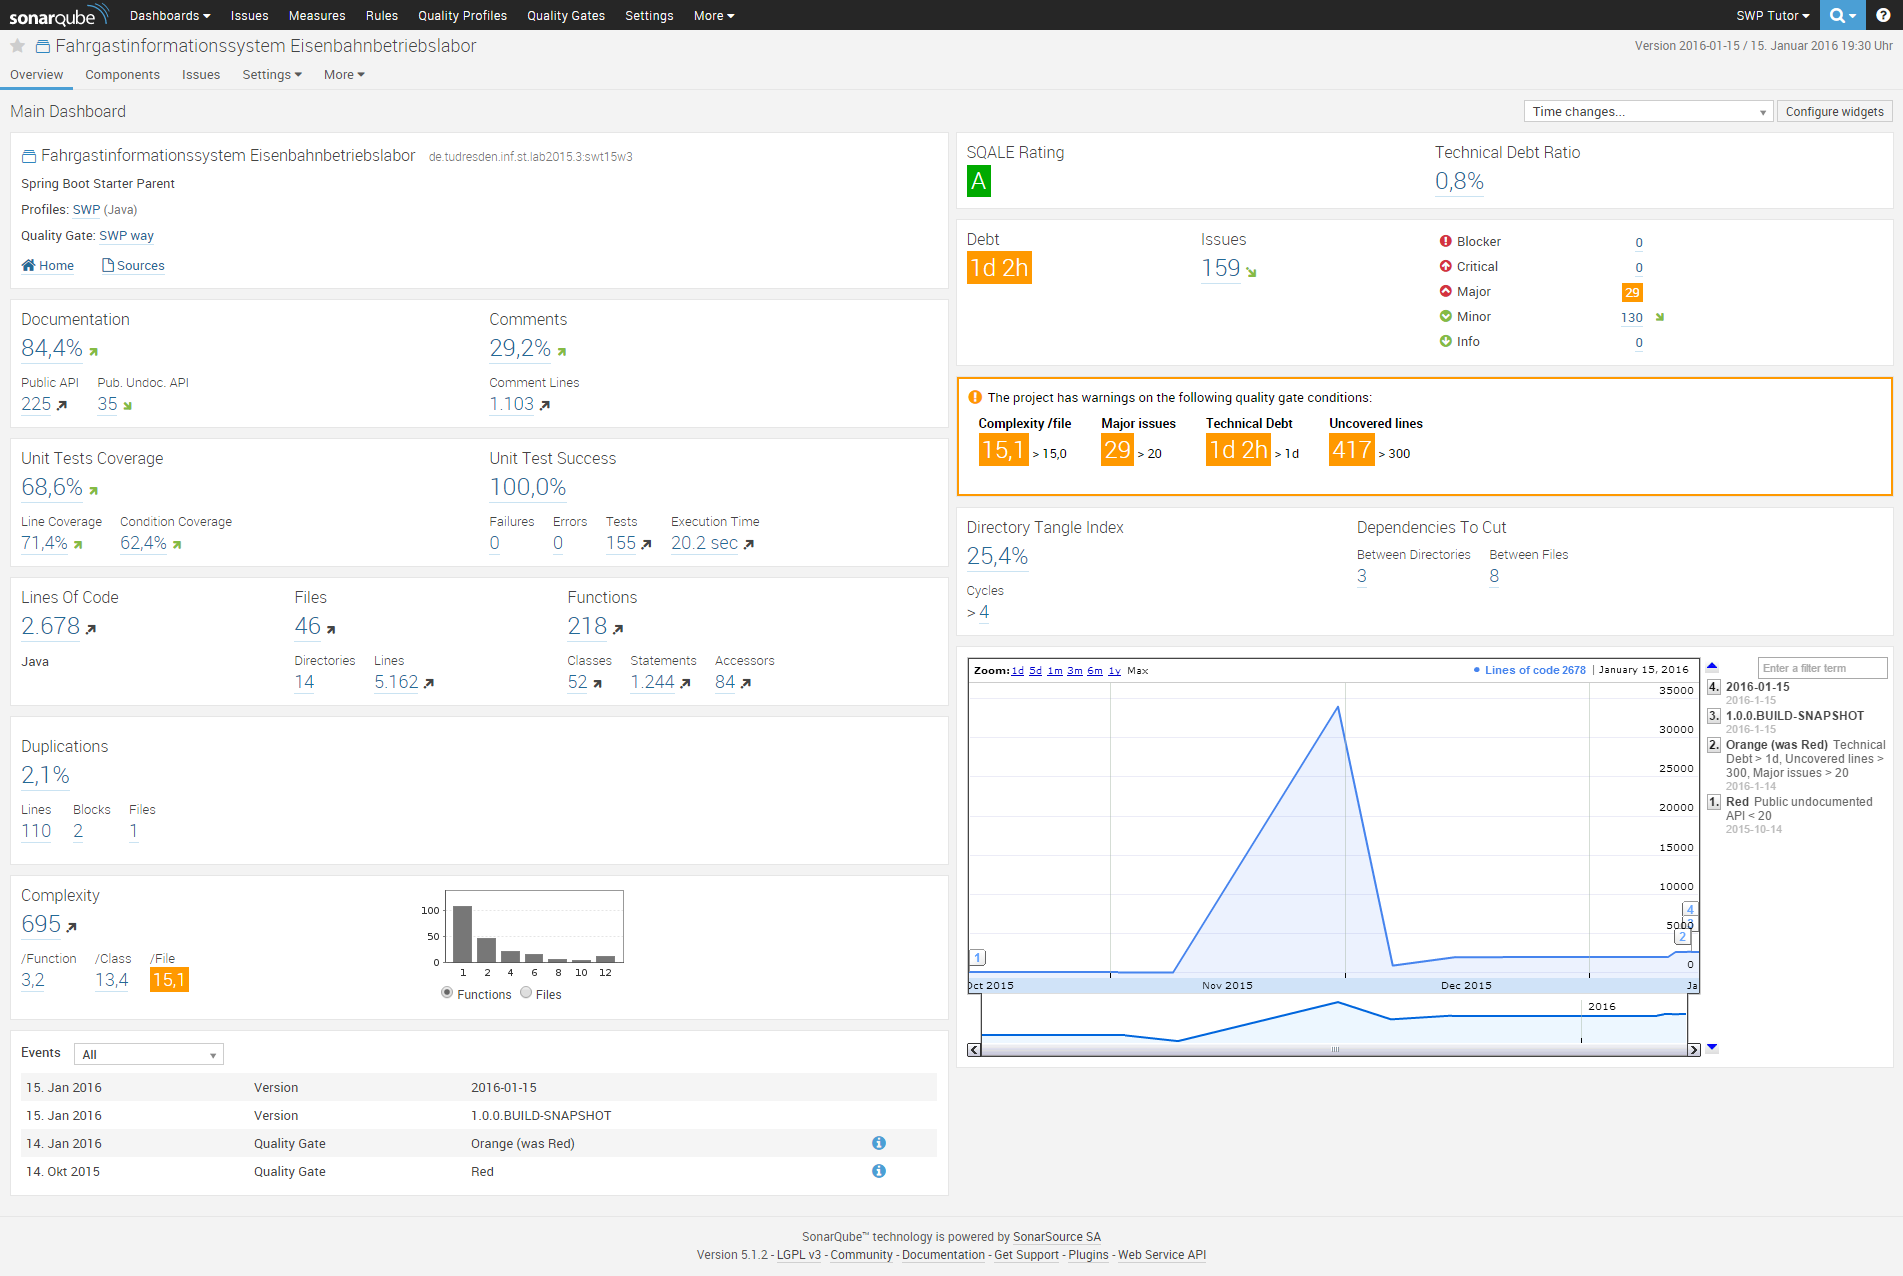 sonarqube Dashboards Issues Measures Rules Quality Profiles Quality Gates Settings More SWP Tutor
Fahrgastinformationssystem Eisenbahnbetriebslabor Version 2016-01-15 / 15. Januar 2016 19:30 Uhr
Overview Components Issues Settings More
Main Dashboard Time changes... Configure widgets
Fahrgastinformationssystem Eisenbahnbetriebslabor de.tudresden.inf.st.lab2015.3:swt15w3
Spring Boot Starter Parent
Profiles: SWP (Java)
Quality Gate: SWP way
Home Sources
Documentation Comments
84,4% 29,2%
Public API Pub. Undoc. API Comment Lines
225 35 1.103
Unit Tests Coverage Unit Test Success
68,6% 100,0%
Line Coverage Condition Coverage Failures Errors Tests Execution Time
71,4% 62,4% 0 0 155 20.2 sec
Lines Of Code Files Functions
2.678 46 218
Java Directories Lines Classes Statements Accessors
14 5.162 52 1.244 84
Duplications
2,1%
Lines Blocks Files
110 2 1
Complexity
695
/Function /Class /File
3,2 13,4 15,1
100
50
0
1 2 4 6 8 10 12
Functions Files
Events All
15. Jan 2016 Version 2016-01-15
15. Jan 2016 Version 1.0.0.BUILD-SNAPSHOT
14. Jan 2016 Quality Gate Orange (was Red)
14. Okt 2015 Quality Gate Red
SQALE Rating Technical Debt Ratio
A 0,8%
Debt Issues
1d 2h 159
Blocker 0
Critical 0
Major 29
Minor 130
Info 0
The project has warnings on the following quality gate conditions:
Complexity /file Major issues Technical Debt Uncovered lines
15,1 > 15,0 29 > 20 1d 2h > 1d 417 > 300
Directory Tangle Index Dependencies To Cut
25,4% Between Directories Between Files
3 8
Cycles
> 4
Zoom: 1d 5d 1m 3m 6m 1y Max Lines of code 2678 | January 15, 2016
35000
30000
25000
20000
15000
10000
5000
0
1
4
3
2
Oct 2015 Nov 2015 Dec 2015 Ja
2016
Enter a filter term
4. 2016-01-15
2016-1-15
3. 1.0.0.BUILD-SNAPSHOT
2016-1-15
2. Orange (was Red) Technical
Debt > 1d, Uncovered lines >
300, Major issues > 20
2016-1-14
1. Red Public undocumented
API < 20
2015-10-14
SonarQube™ technology is powered by SonarSource SA
Version 5.1.2 - LGPL v3 - Community - Documentation - Get Support - Plugins - Web Service API